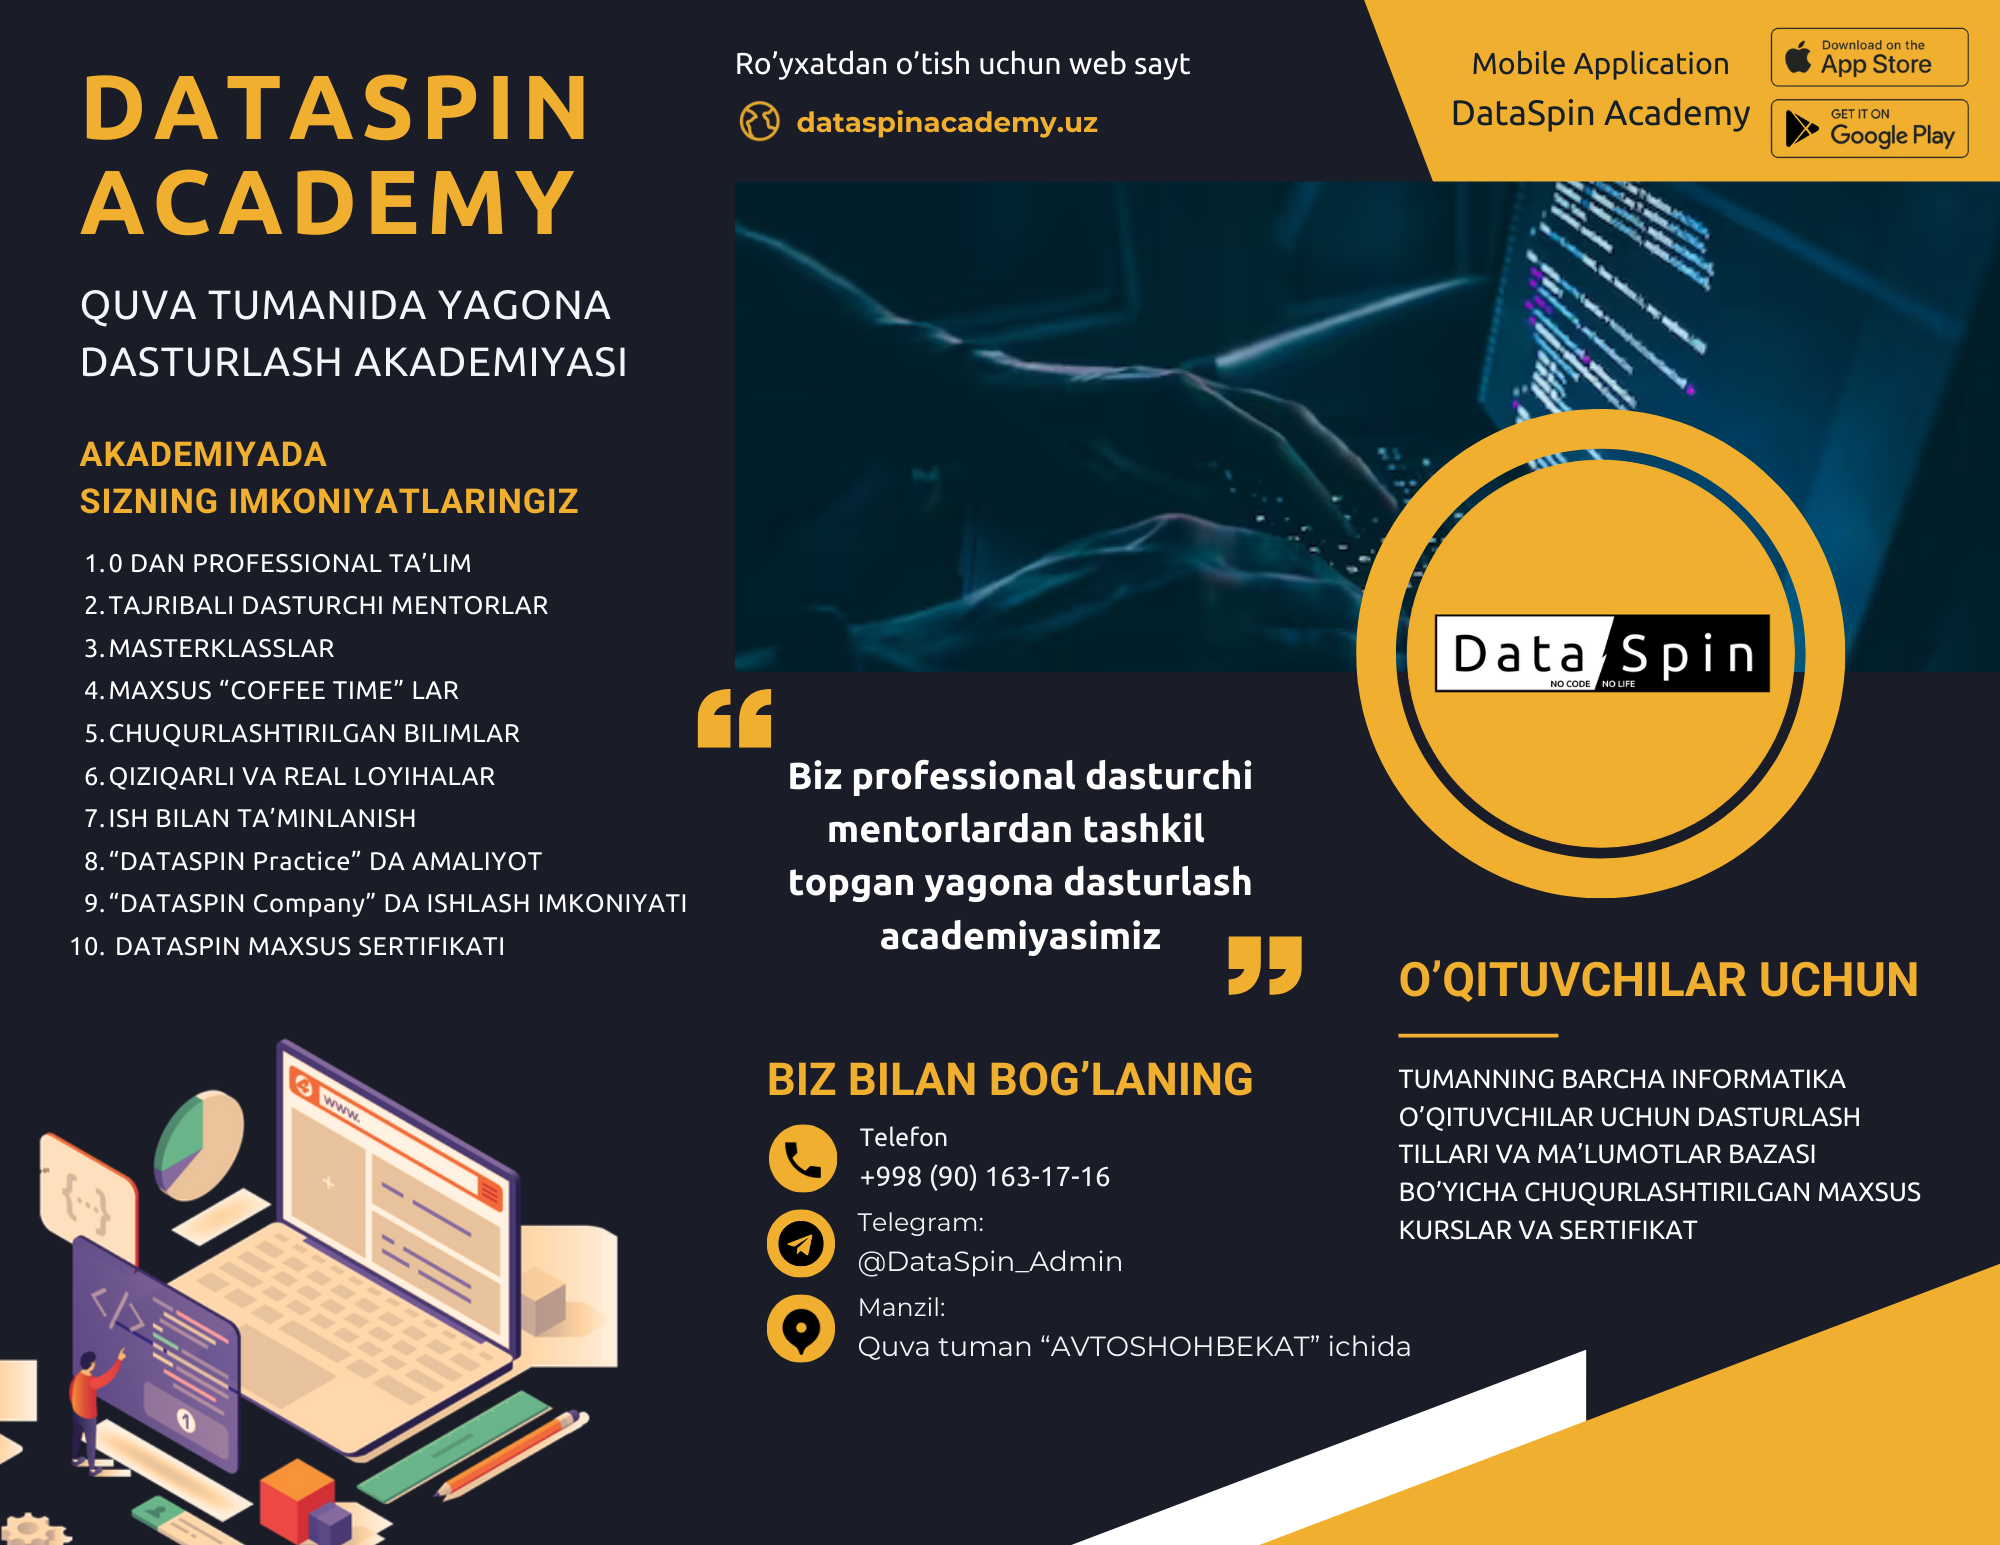 DATASPIN
ACADEMY
QUVA TUMANIDA YAGONA
DASTURLASH AKADEMIYASI
AKADEMIYADA
SIZNING IMKONIYATLARINGIZ
1. 0 DAN PROFESSIONAL TA’LIM
2. TAJRIBALI DASTURCHI MENTORLAR
3. MASTERKLASSLAR
4. MAXSUS “COFFEE TIME” LAR
5. CHUQURLASHTIRILGAN BILIMLAR
6. QIZIQARLI VA REAL LOYIHALAR
7. ISH BILAN TA’MINLANISH
8. “DATASPIN Practice” DA AMALIYOT
9. “DATASPIN Company” DA ISHLASH IMKONIYATI
10. DATASPIN MAXSUS SERTIFIKATI
www.
1
Ro’yxatdan o’tish uchun web sayt
dataspinacademy.uz
Mobile Application
DataSpin Academy
Download on the
App Store
GET IT ON
Google Play
Data Spin
NO CODE NO LIFE
“
Biz professional dasturchi
mentorlardan tashkil
topgan yagona dasturlash
academiyasimiz
”
BIZ BILAN BOG’LANING
Telefon
+998 (90) 163-17-16
Telegram:
@DataSpin_Admin
Manzil:
Quva tuman “AVTOSHOHBEKAT” ichida
O’QITUVCHILAR UCHUN
TUMANNING BARCHA INFORMATIKA
O’QITUVCHILAR UCHUN DASTURLASH
TILLARI VA MA’LUMOTLAR BAZASI
BO’YICHA CHUQURLASHTIRILGAN MAXSUS
KURSLAR VA SERTIFIKAT